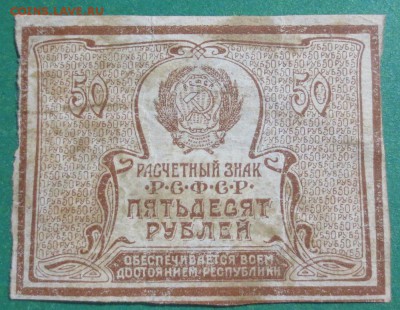 COINS.LAVE.RU
50 50
РАСЧЕТНЫЙ ЗНАК
Р·С·Ф·С·Р·
ПЯТЬДЕСЯТ
РУБЛЕЙ
ОБЕСПЕЧИВАЕТСЯ ВСЕМ
ДОСТОЯНИЕМ·РЕСПУБЛИКИ